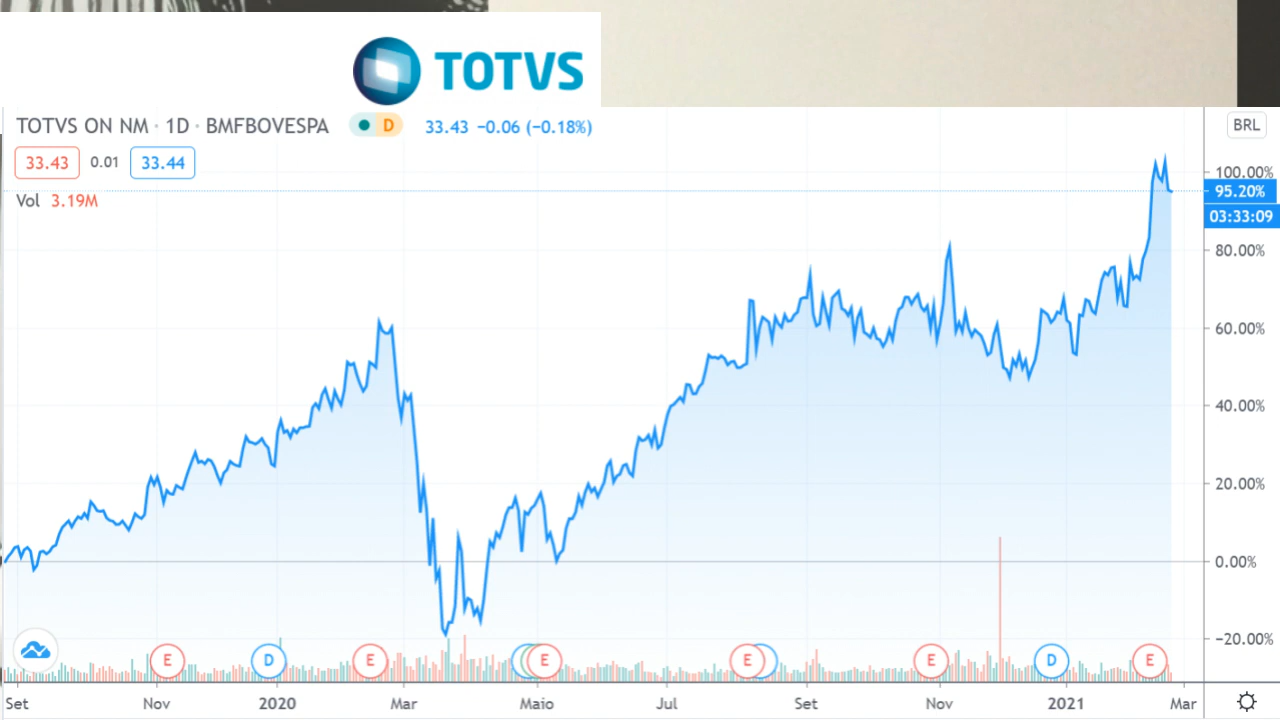 TOTVS
TOTVS ON NM · 1D · BMFBOVESPA D 33.43 −0.06 (−0.18%) BRL
33.43 0.01 33.44
Vol 3.19M
100.00%
95.20%
03:33:09
80.00%
60.00%
40.00%
20.00%
0.00%
−20.00%
E D E E E E D E
Set Nov 2020 Mar Maio Jul Set Nov 2021 Mar